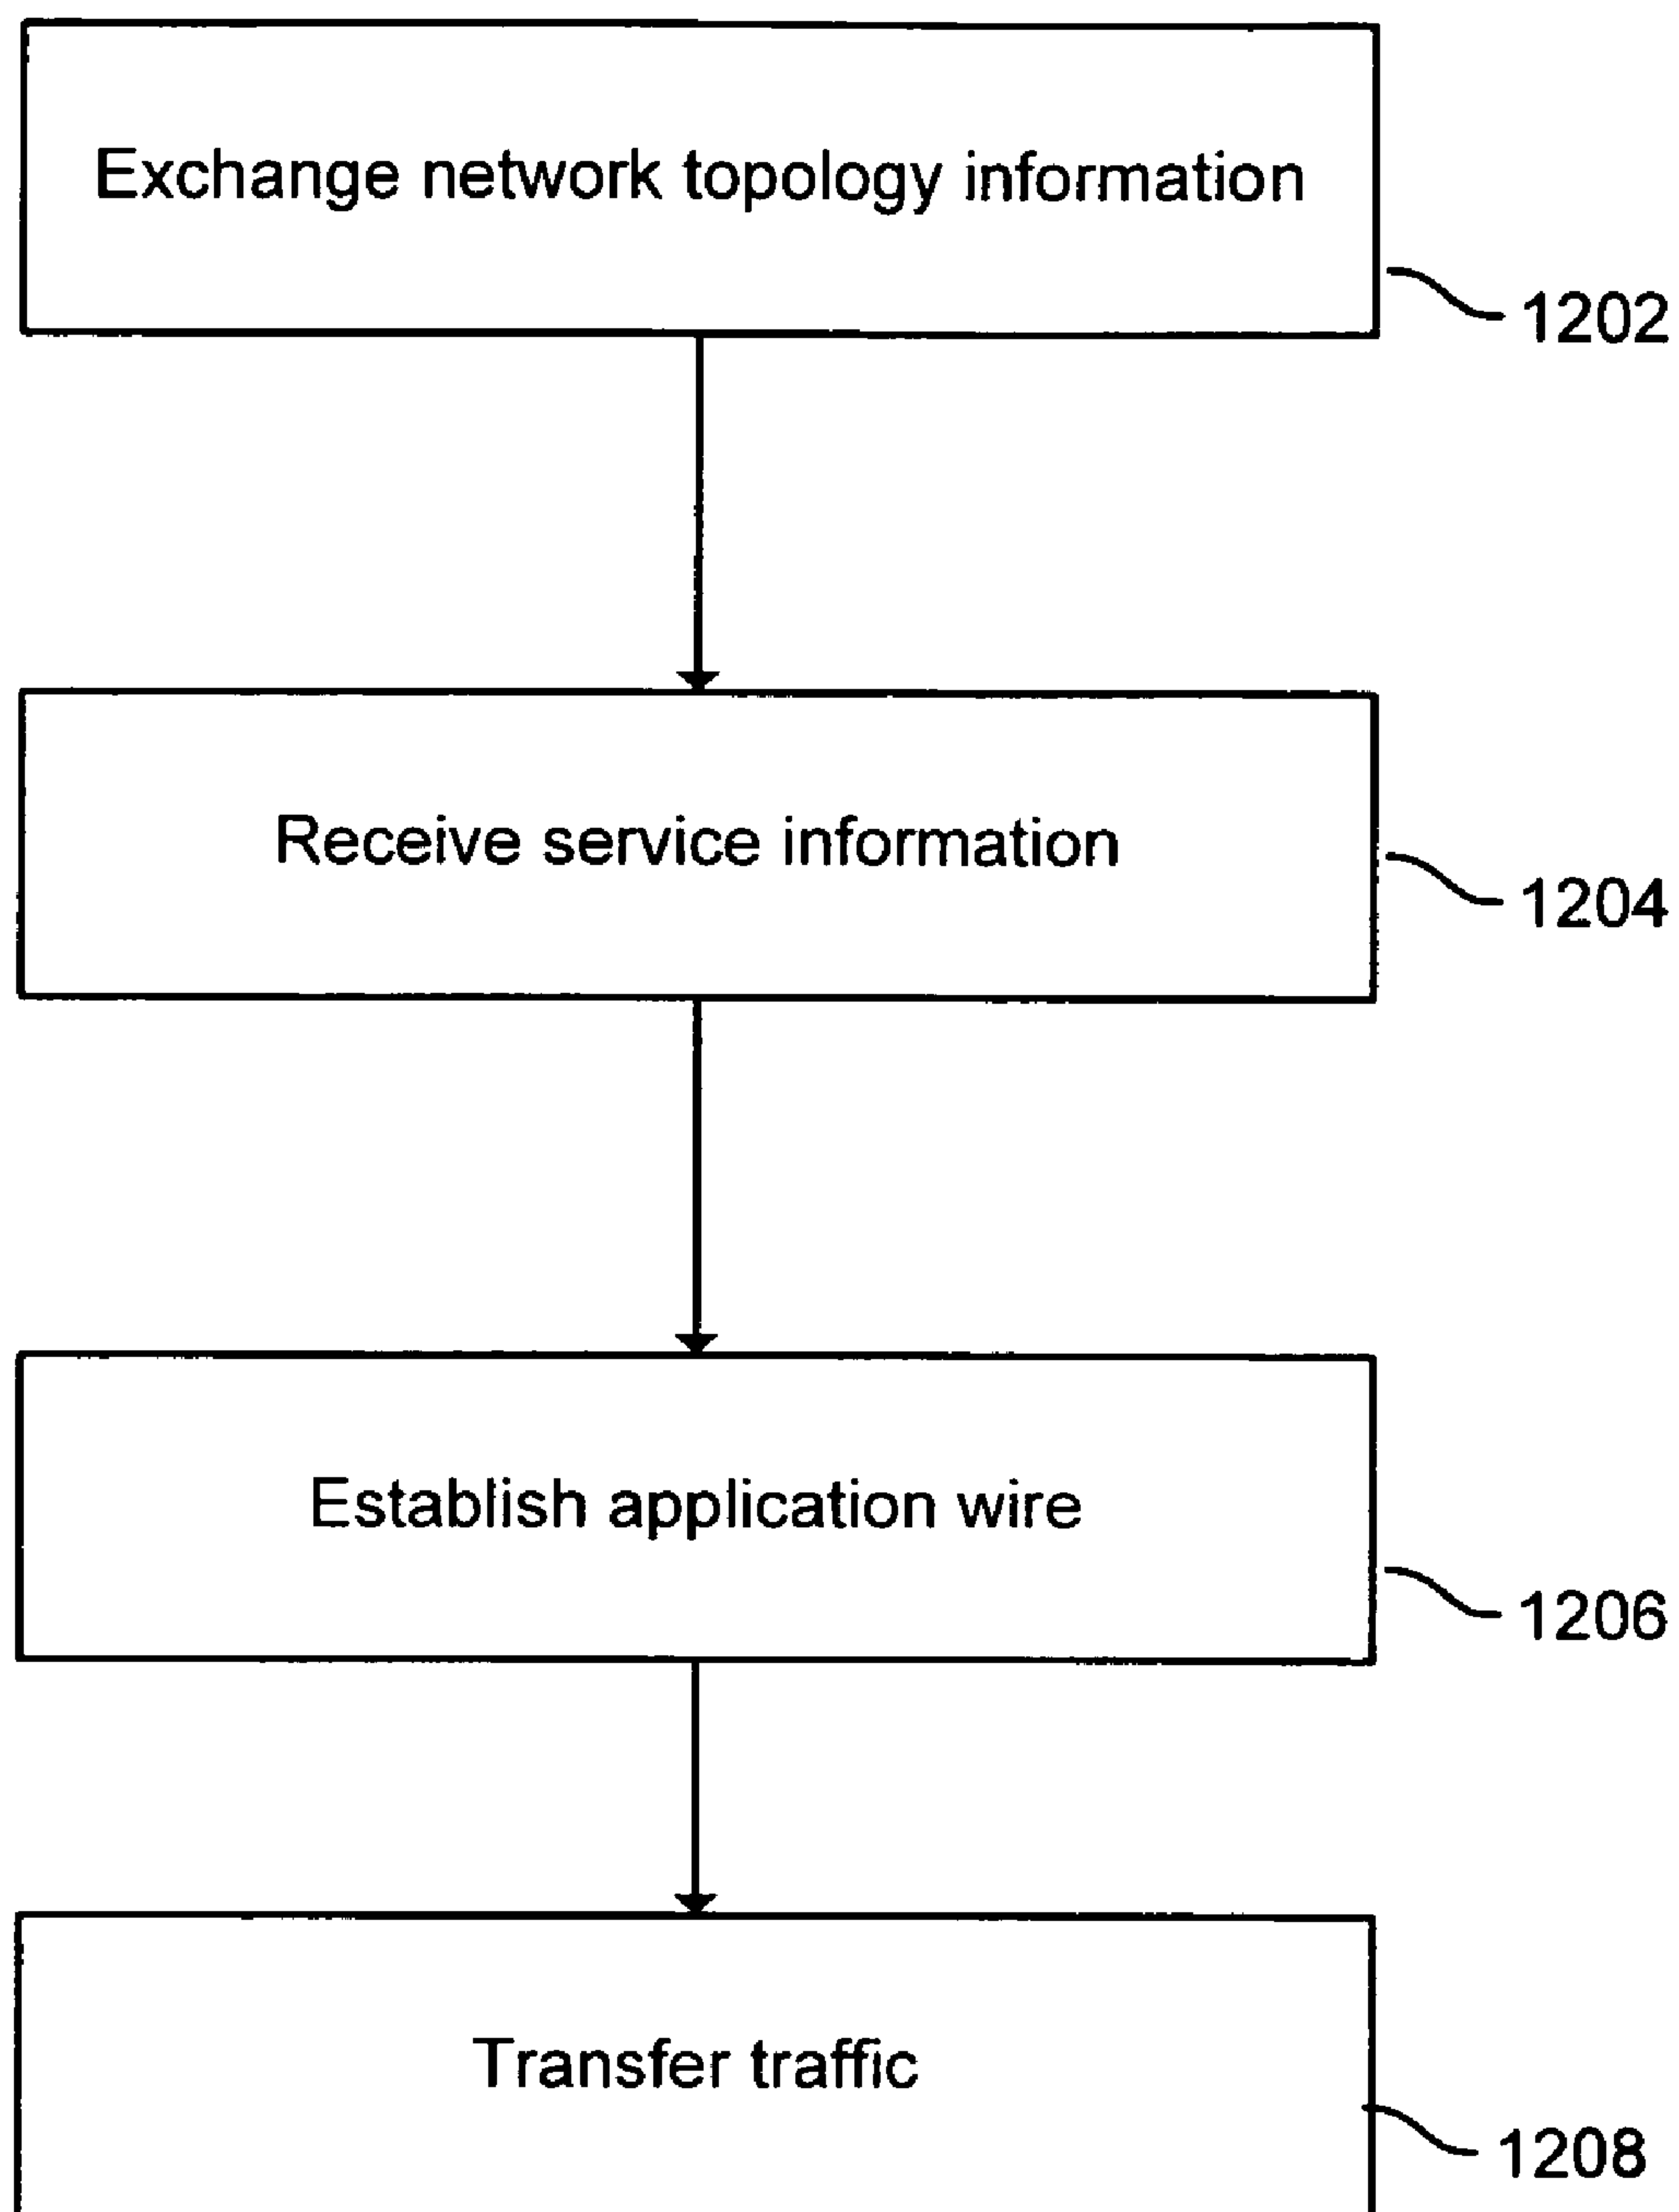 Exchange network topology information
1202
Receive service information
1204
Establish application wire
1206
Transfer traffic
1208